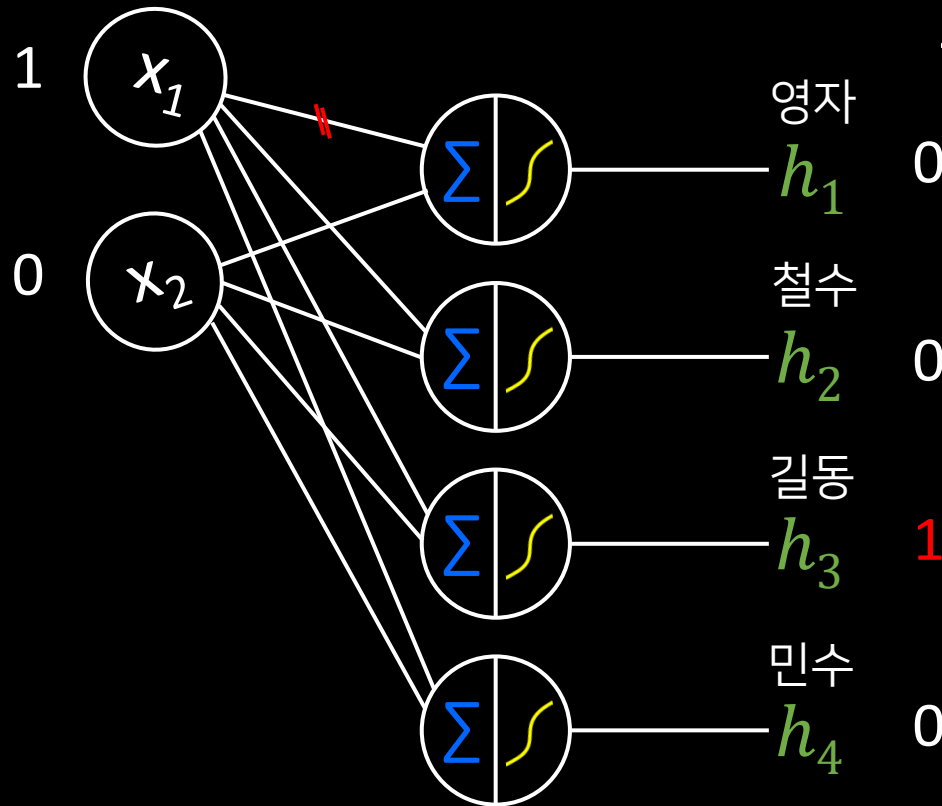 1 x₁
0 x₂
∑ 영자 h₁ 0
∑ 철수 h₂ 0
∑ 길동 h₃ 1
∑ 민수 h₄ 0